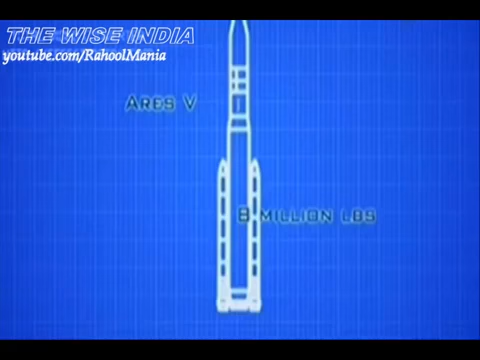 THE WISE INDIA
youtube.com/RahoolMania
ARES V
8 MILLION LBS